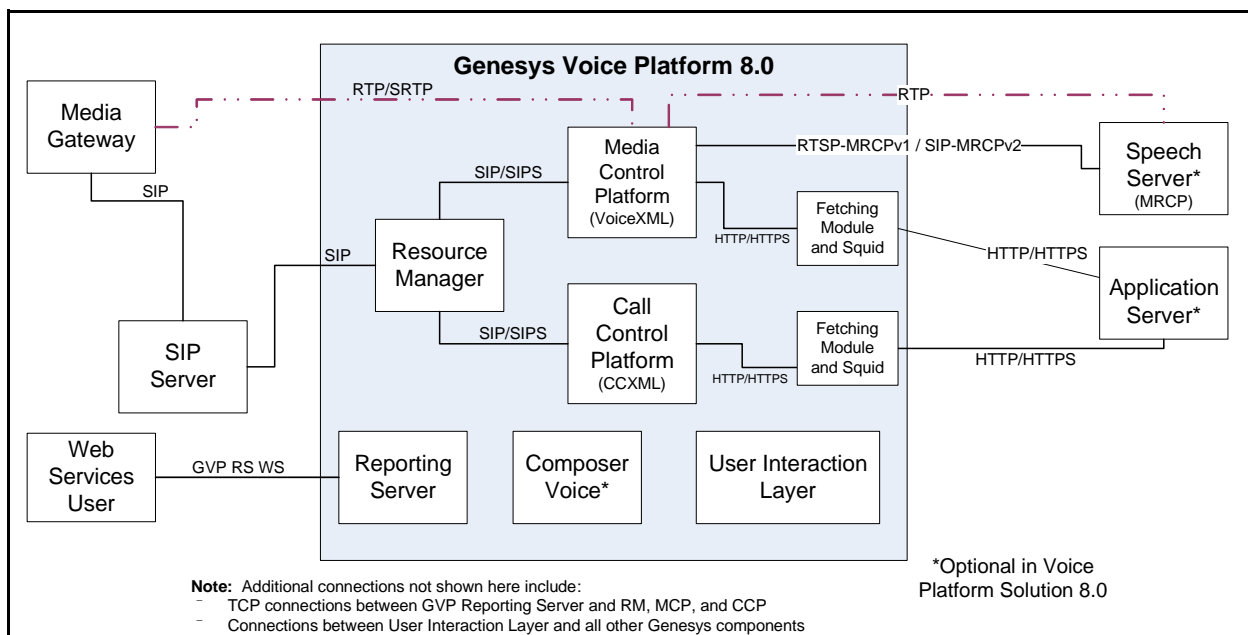 Genesys Voice Platform 8.0
RTP/SRTP
RTP
Media
Gateway
Media
Control
Platform
(VoiceXML)
RTSP-MRCPv1 / SIP-MRCPv2
Speech
Server*
(MRCP)
SIP
SIP/SIPS
Fetching
Module
and Squid
HTTP/HTTPS
HTTP/HTTPS
SIP
Resource
Manager
Application
Server*
SIP/SIPS
Call
Control
Platform
(CCXML)
Fetching
Module
and Squid
HTTP/HTTPS
HTTP/HTTPS
SIP
Server
Web
Services
User
GVP RS WS
Reporting
Server
Composer
Voice*
User Interaction
Layer
*Optional in Voice
Platform Solution 8.0
Note: Additional connections not shown here include:
¯ TCP connections between GVP Reporting Server and RM, MCP, and CCP
¯ Connections between User Interaction Layer and all other Genesys components